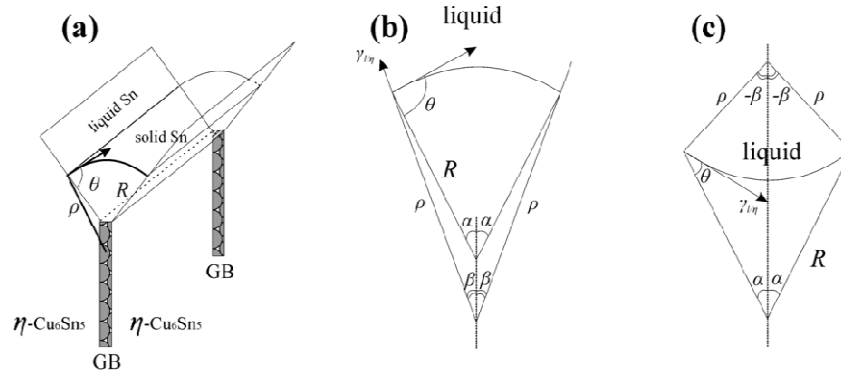 (a)
liquid Sn
solid Sn
θ
R
ρ
GB
η-Cu₆Sn₅
η-Cu₆Sn₅
GB
(b)
liquid
γₗη
θ
R
ρ
ρ
α α
β β
(c)
ρ
-β -β
ρ
liquid
θ
γₗη
R
α α